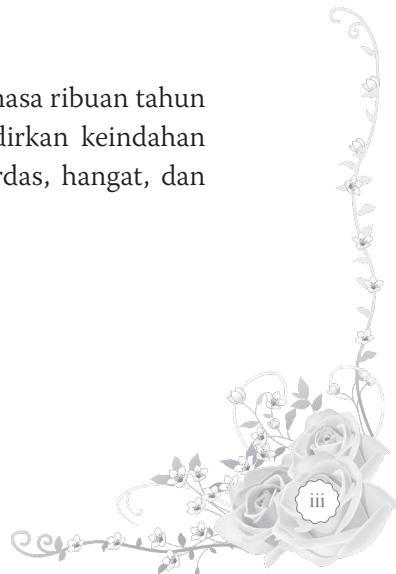 masa ribuan tahun
dirkan keindahan
rdas, hangat, dan
iii